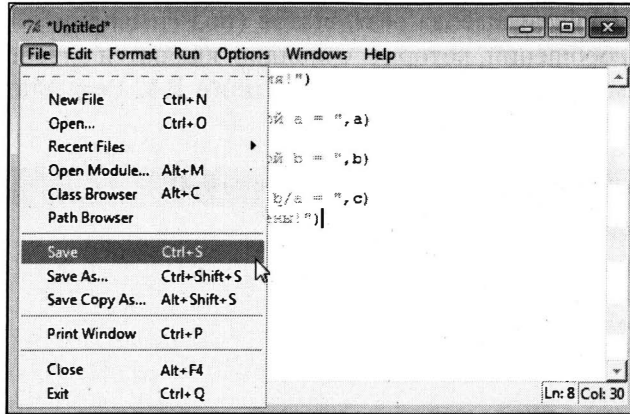 *Untitled*
File Edit Format Run Options Windows Help
!")
New File Ctrl+N
й a = ",a)
Open... Ctrl+O
Recent Files
й b = ",b)
Open Module... Alt+M
Class Browser Alt+C
b/a = ",c)
Path Browser
ены!")
Save Ctrl+S
Save As... Ctrl+Shift+S
Save Copy As... Alt+Shift+S
Print Window Ctrl+P
Close Alt+F4
Exit Ctrl+Q
Ln: 8 Col: 30